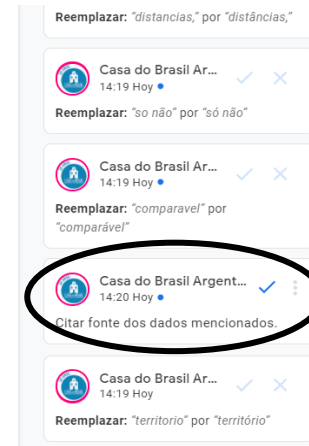 Reemplazar: "distancias," por "distâncias,"
Casa do Brasil Ar...
14:19 Hoy
Reemplazar: "so não" por "só não"
Casa do Brasil Ar...
14:19 Hoy
Reemplazar: "comparavel" por
"comparável"
Casa do Brasil Argent...
14:20 Hoy
Citar fonte dos dados mencionados.
Casa do Brasil Ar...
14:19 Hoy
Reemplazar: "territorio" por "território"